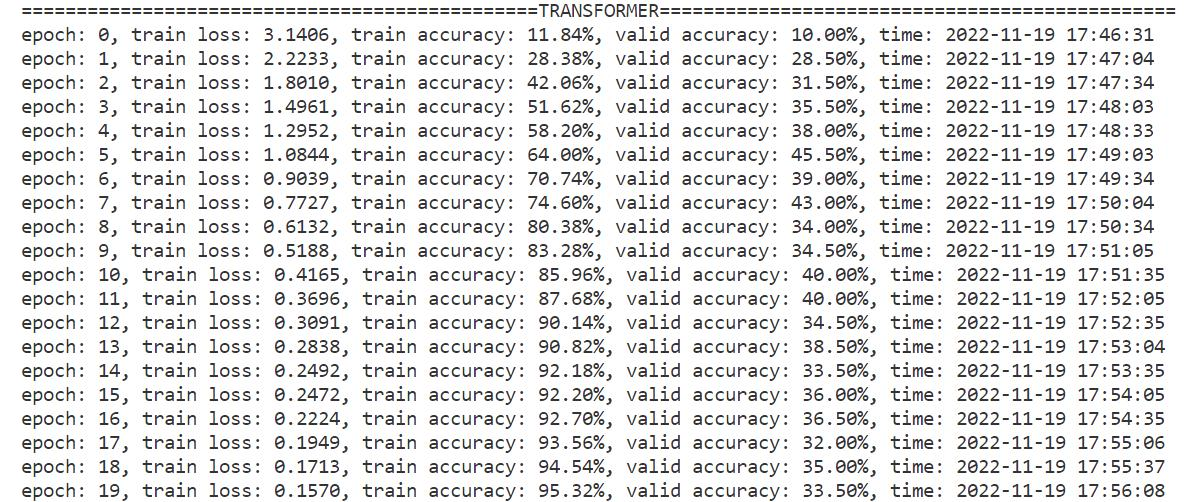 ===============================================TRANSFORMER===============================================
epoch: 0, train loss: 3.1406, train accuracy: 11.84%, valid accuracy: 10.00%, time: 2022-11-19 17:46:31
epoch: 1, train loss: 2.2233, train accuracy: 28.38%, valid accuracy: 28.50%, time: 2022-11-19 17:47:04
epoch: 2, train loss: 1.8010, train accuracy: 42.06%, valid accuracy: 31.50%, time: 2022-11-19 17:47:34
epoch: 3, train loss: 1.4961, train accuracy: 51.62%, valid accuracy: 35.50%, time: 2022-11-19 17:48:03
epoch: 4, train loss: 1.2952, train accuracy: 58.20%, valid accuracy: 38.00%, time: 2022-11-19 17:48:33
epoch: 5, train loss: 1.0844, train accuracy: 64.00%, valid accuracy: 45.50%, time: 2022-11-19 17:49:03
epoch: 6, train loss: 0.9039, train accuracy: 70.74%, valid accuracy: 39.00%, time: 2022-11-19 17:49:34
epoch: 7, train loss: 0.7727, train accuracy: 74.60%, valid accuracy: 43.00%, time: 2022-11-19 17:50:04
epoch: 8, train loss: 0.6132, train accuracy: 80.38%, valid accuracy: 34.00%, time: 2022-11-19 17:50:34
epoch: 9, train loss: 0.5188, train accuracy: 83.28%, valid accuracy: 34.50%, time: 2022-11-19 17:51:05
epoch: 10, train loss: 0.4165, train accuracy: 85.96%, valid accuracy: 40.00%, time: 2022-11-19 17:51:35
epoch: 11, train loss: 0.3696, train accuracy: 87.68%, valid accuracy: 40.00%, time: 2022-11-19 17:52:05
epoch: 12, train loss: 0.3091, train accuracy: 90.14%, valid accuracy: 34.50%, time: 2022-11-19 17:52:35
epoch: 13, train loss: 0.2838, train accuracy: 90.82%, valid accuracy: 38.50%, time: 2022-11-19 17:53:04
epoch: 14, train loss: 0.2492, train accuracy: 92.18%, valid accuracy: 33.50%, time: 2022-11-19 17:53:35
epoch: 15, train loss: 0.2472, train accuracy: 92.20%, valid accuracy: 36.00%, time: 2022-11-19 17:54:05
epoch: 16, train loss: 0.2224, train accuracy: 92.70%, valid accuracy: 36.50%, time: 2022-11-19 17:54:35
epoch: 17, train loss: 0.1949, train accuracy: 93.56%, valid accuracy: 32.00%, time: 2022-11-19 17:55:06
epoch: 18, train loss: 0.1713, train accuracy: 94.54%, valid accuracy: 35.00%, time: 2022-11-19 17:55:37
epoch: 19, train loss: 0.1570, train accuracy: 95.32%, valid accuracy: 33.50%, time: 2022-11-19 17:56:08